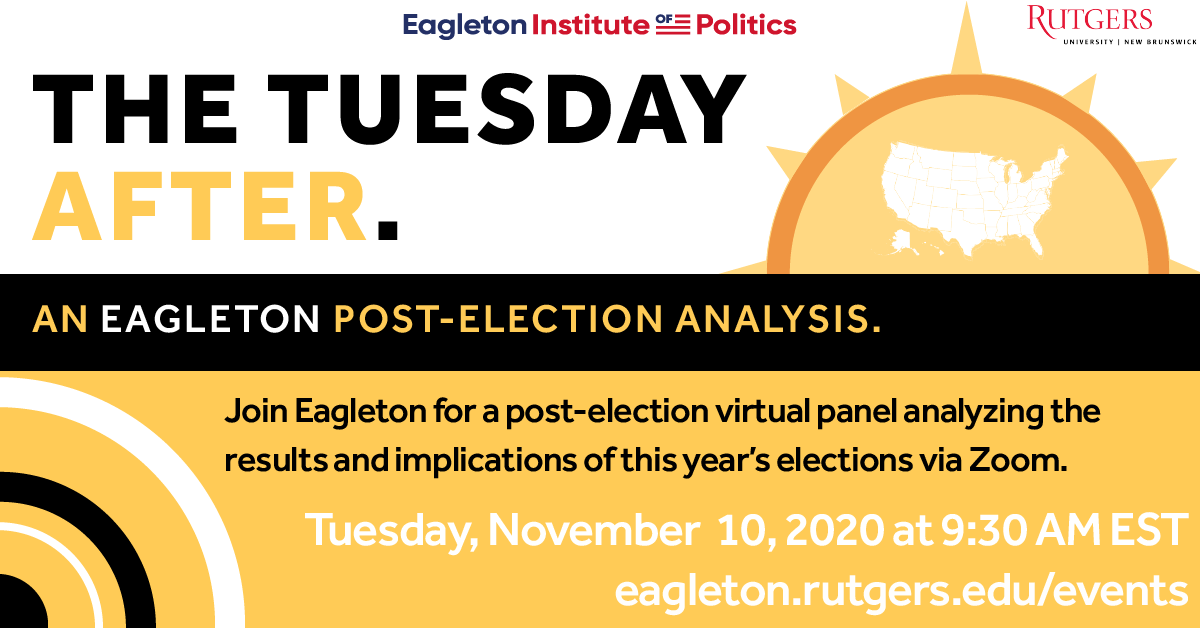 Eagleton Institute OF Politics
RUTGERS
UNIVERSITY | NEW BRUNSWICK
THE TUESDAY
AFTER.
AN EAGLETON POST-ELECTION ANALYSIS.
Join Eagleton for a post-election virtual panel analyzing the
results and implications of this year's elections via Zoom.
Tuesday, November 10, 2020 at 9:30 AM EST
eagleton.rutgers.edu/events